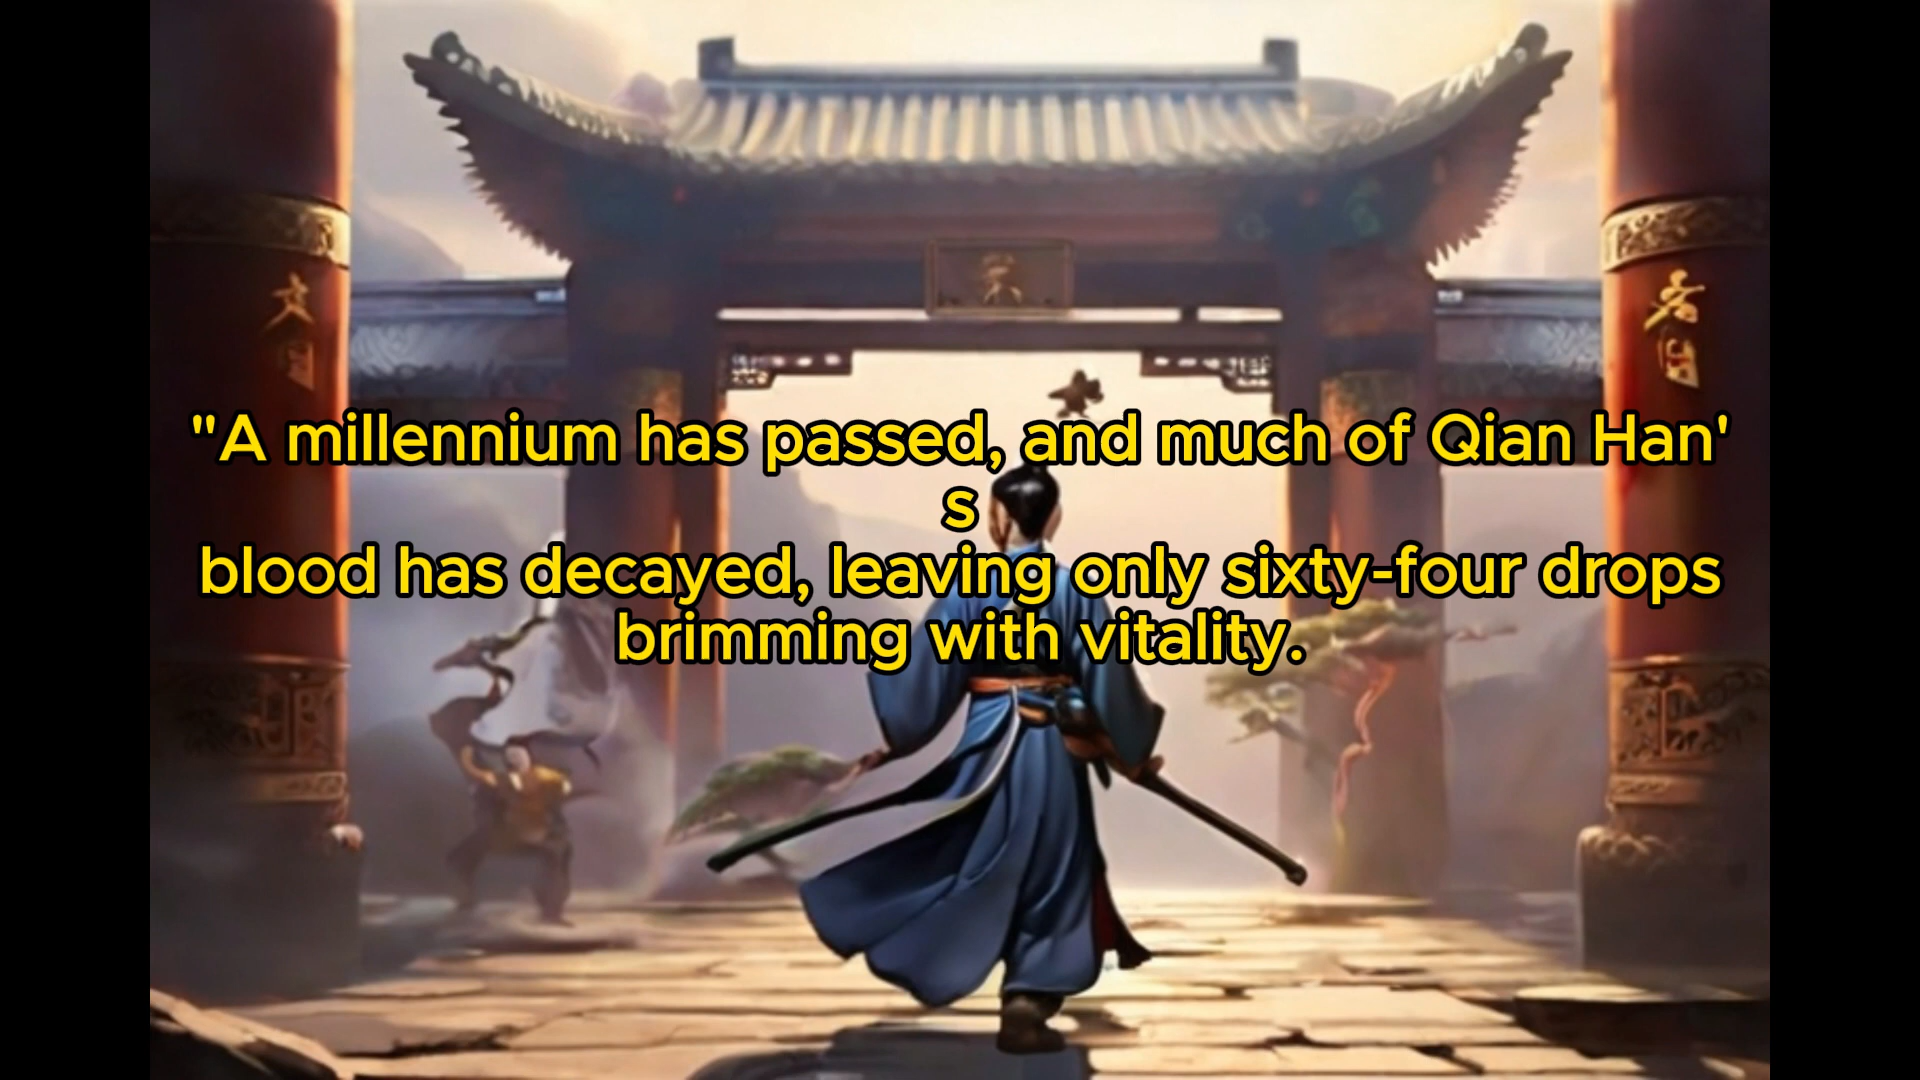 "A millennium has passed, and much of Qian Han'
s
blood has decayed, leaving only sixty-four drops
brimming with vitality.